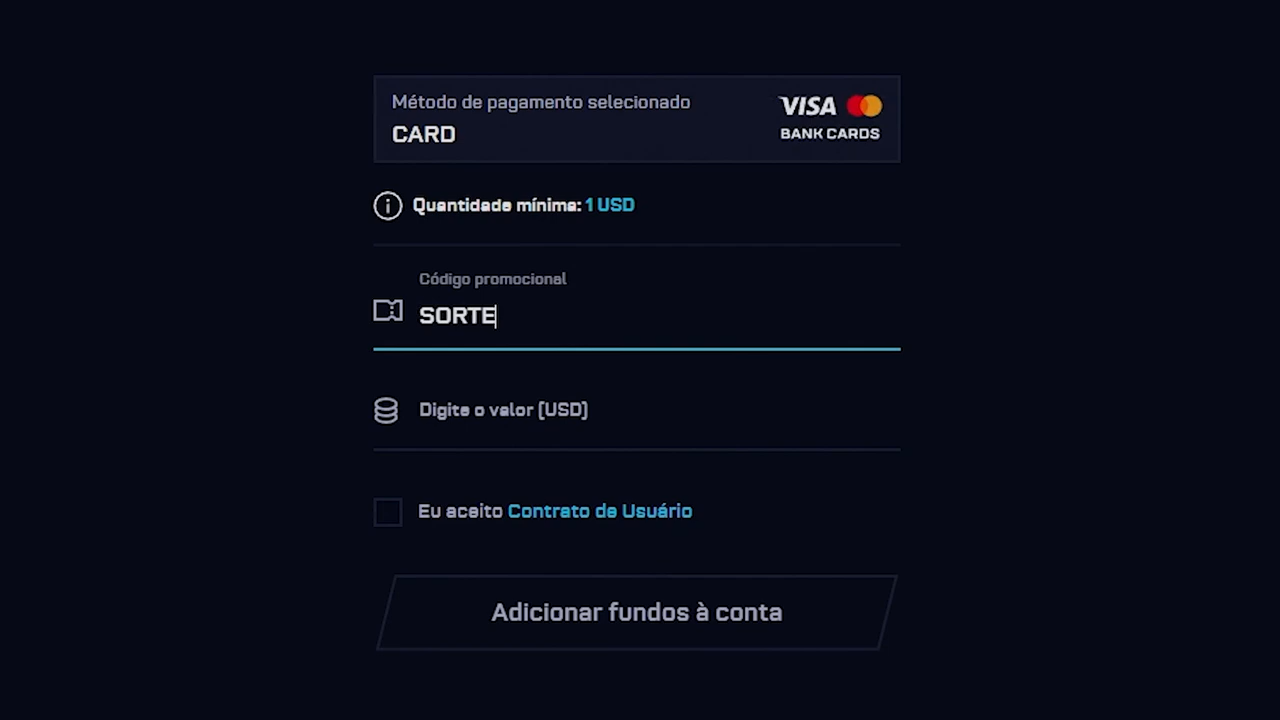 Método de pagamento selecionado
CARD
VISA
BANK CARDS
Quantidade mínima: 1 USD
Código promocional
SORTE
Digite o valor (USD)
Eu aceito Contrato de Usuário
Adicionar fundos à conta